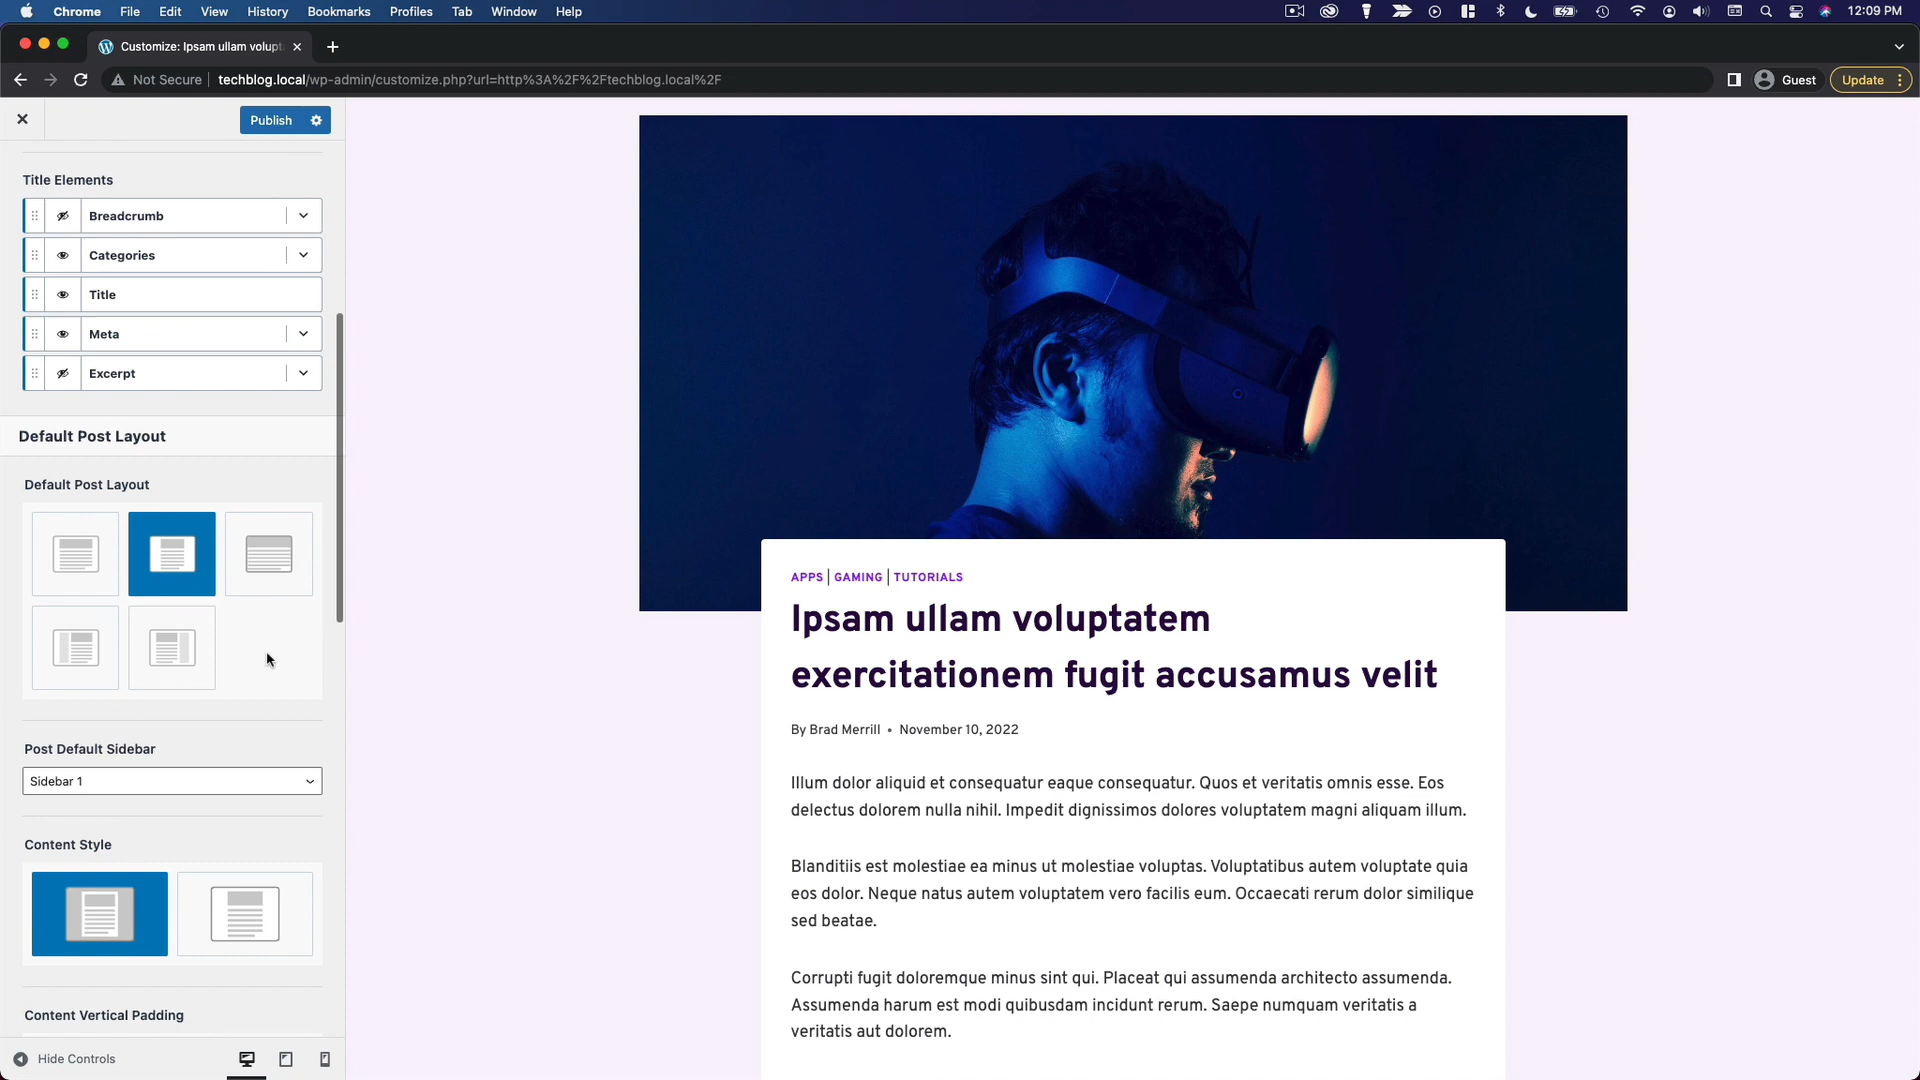 Chrome File Edit View History Bookmarks Profiles Tab Window Help 12:09 PM
Customize: Ipsam ullam volupt
Not Secure techblog.local/wp-admin/customize.php?url=http%3A%2F%2Ftechblog.local%2F Guest Update
Publish
Title Elements
Breadcrumb
Categories
Title
Meta
Excerpt
Default Post Layout
Default Post Layout
Post Default Sidebar
Sidebar 1
Content Style
Content Vertical Padding
Hide Controls
APPS | GAMING | TUTORIALS
Ipsam ullam voluptatem
exercitationem fugit accusamus velit
By Brad Merrill • November 10, 2022
Illum dolor aliquid et consequatur eaque consequatur. Quos et veritatis omnis esse. Eos
delectus dolorem nulla nihil. Impedit dignissimos dolores voluptatem magni aliquam illum.
Blanditiis est molestiae ea minus ut molestiae voluptas. Voluptatibus autem voluptate quia
eos dolor. Neque natus autem voluptatem vero facilis eum. Occaecati rerum dolor similique
sed beatae.
Corrupti fugit doloremque minus sint qui. Placeat qui assumenda architecto assumenda.
Assumenda harum est modi quibusdam incidunt rerum. Saepe numquam veritatis a
veritatis aut dolorem.